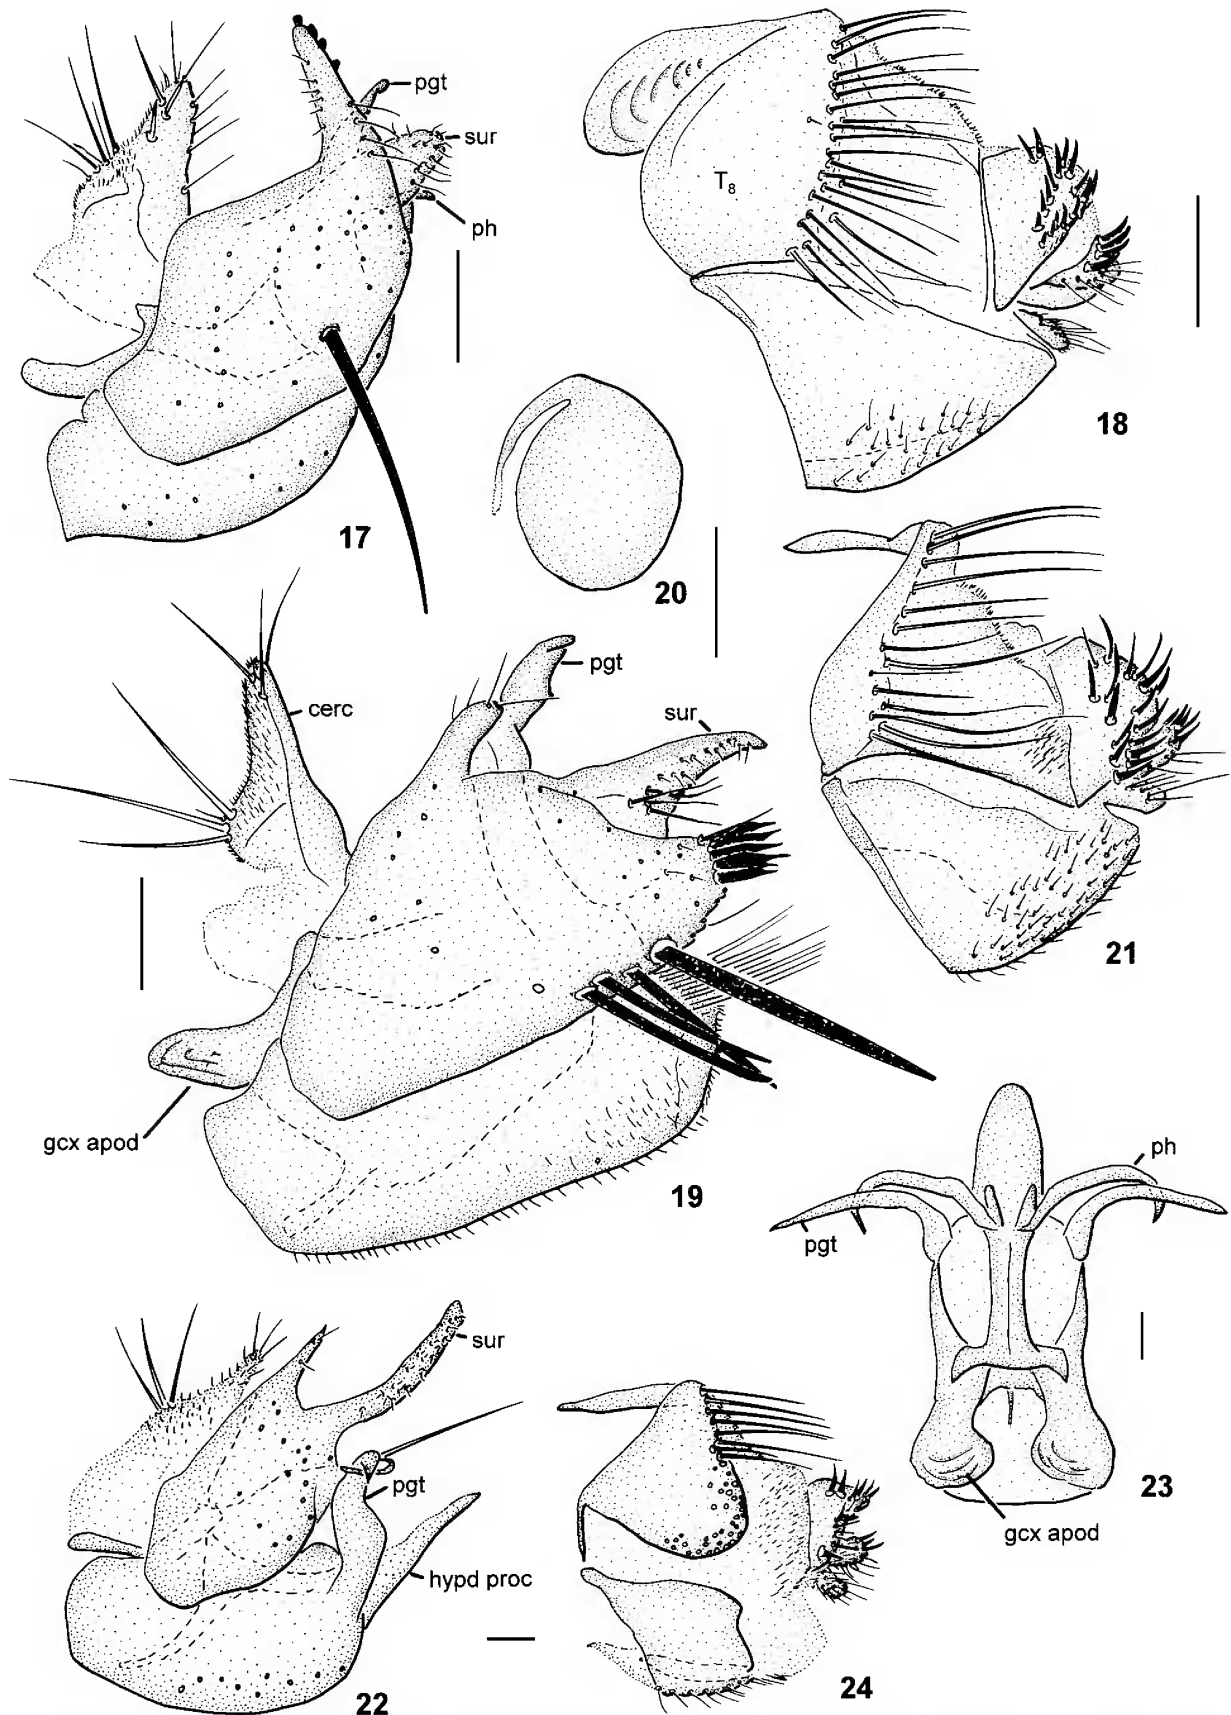 pgt
sur
ph
17
T₈
18
20
pgt
cerc
sur
gcx apod
19
21
ph
pgt
gcx apod
23
sur
pgt
hypd proc
22
24